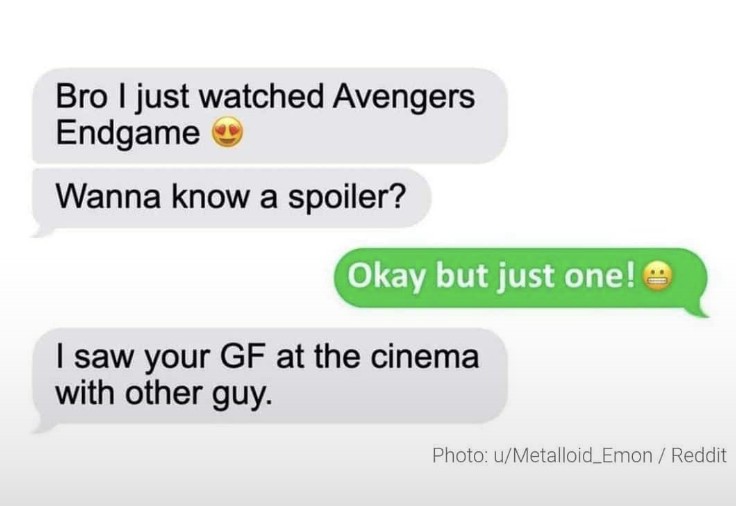 Bro I just watched Avengers
Endgame 😍
Wanna know a spoiler?
Okay but just one!😬
I saw your GF at the cinema
with other guy.
Photo: u/Metalloid_Emon / Reddit